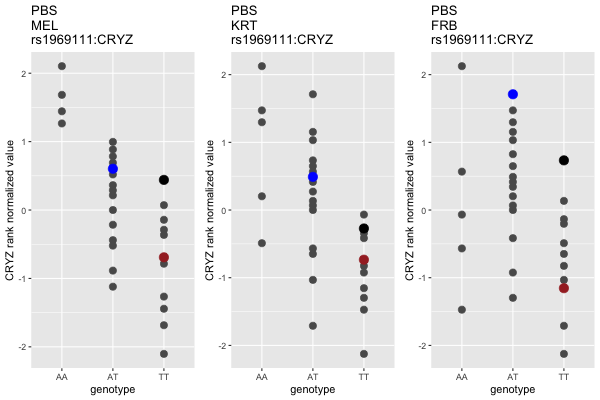 PBS
MEL
rs1969111:CRYZ
CRYZ rank normalized value
2
1
0
-1
-2
AA AT TT
genotype
PBS
KRT
rs1969111:CRYZ
CRYZ rank normalized value
2
1
0
-1
-2
AA AT TT
genotype
PBS
FRB
rs1969111:CRYZ
CRYZ rank normalized value
2
1
0
-1
-2
AA AT TT
genotype